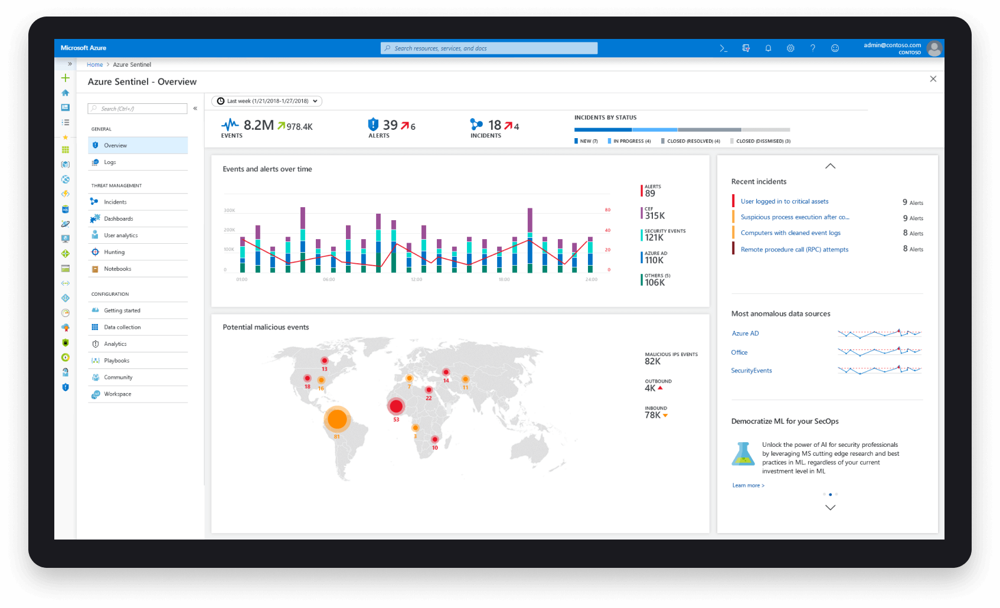 Microsoft Azure
Search resources, services, and docs
admin@contoso.com
CONTOSO
Home > Azure Sentinel
Azure Sentinel - Overview
Search (Ctrl+/)
GENERAL
Overview
Logs
THREAT MANAGEMENT
Incidents
Dashboards
User analytics
Hunting
Notebooks
CONFIGURATION
Getting started
Data collection
Analytics
Playbooks
Community
Workspace
Last week (1/21/2018-1/27/2018)
8.2M 978.4K
EVENTS
39 6
ALERTS
18 4
INCIDENTS
INCIDENTS BY STATUS
NEW (7) IN PROGRESS (4) CLOSED (RESOLVED) (4) CLOSED (DISSMISED) (3)
Events and alerts over time
300K
200K
100K
0
80
40
20
0
01:00 06:00 12:00 18:00 24:00
ALERTS
89
CEF
315K
SECURITY EVENTS
121K
AZURE AD
110K
OTHERS (5)
106K
Potential malicious events
13
18
16
81
7
14
11
22
53
3
10
MALICIOUS IPS EVENTS
82K
OUTBOUND
4K
INBOUND
78K
Recent incidents
User logged in to critical assets 9 Alerts
Suspicious process execution after co... 9 Alerts
Computers with cleaned event logs 8 Alerts
Remote procedure call (RPC) attempts 8 Alerts
Most anomalous data sources
Azure AD
Office
SecurityEvents
Democratize ML for your SecOps
Unlock the power of AI for security professionals
by leveraging MS cutting edge research and best
practices in ML, regardless of your current
investment level in ML
Learn more >